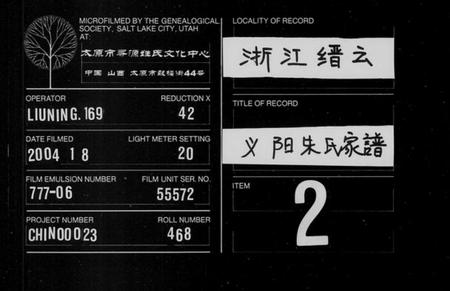 MICROFILMED BY THE GENEALOGICAL
SOCIETY, SALT LAKE CITY, UTAH
AT:
太原市寻源姓氏文化中心
中国 山西 太原市鼓楼街44号
OPERATOR
REDUCTION X
LIUNING.169
42
DATE FILMED
LIGHT METER SETTING
2004 1 8
20
FILM EMULSION NUMBER
FILM UNIT SER. NO.
777-06
55572
PROJECT NUMBER
ROLL NUMBER
CHIN00023
468
LOCALITY OF RECORD
浙江缙云
TITLE OF RECORD
义阳朱氏家譜
ITEM
2